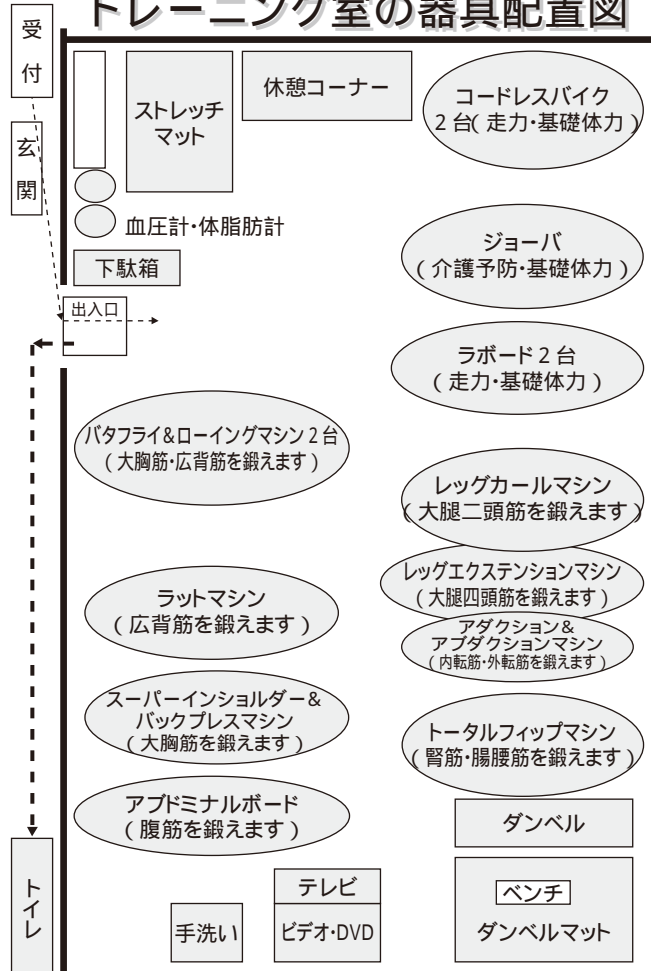 トレーニング室の器具配置図
受付
玄関
ストレッチ
マット
休憩コーナー
コードレスバイク
2台(走力・基礎体力)
血圧計・体脂肪計
下駄箱
ジョーバ
(介護予防・基礎体力)
出入口
ラボード2台
(走力・基礎体力)
バタフライ&ローイングマシン2台
(大胸筋・広背筋を鍛えます)
レッグカールマシン
(大腿二頭筋を鍛えます)
レッグエクステンションマシン
(大腿四頭筋を鍛えます)
ラットマシン
(広背筋を鍛えます)
アダクション&
アブダクションマシン
(内転筋・外転筋を鍛えます)
スーパーインショルダー&
バックプレスマシン
(大胸筋を鍛えます)
トータルフィップマシン
(腎筋・腸腰筋を鍛えます)
アブドミナルボード
(腹筋を鍛えます)
ダンベル
トイレ
手洗い
テレビ
ビデオ・DVD
ベンチ
ダンベルマット